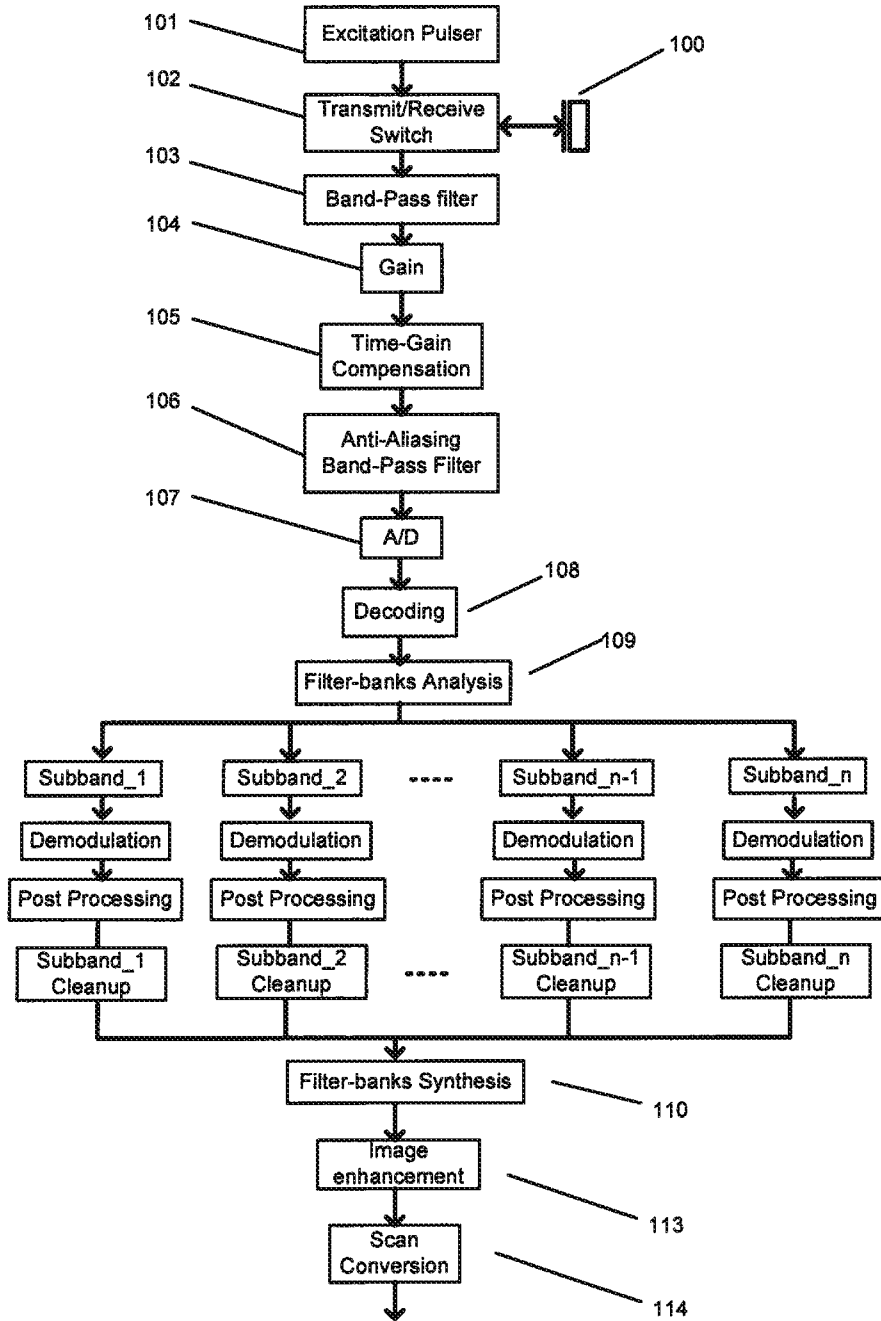 101
Excitation Pulser
100
102
Transmit/Receive
Switch
103
Band-Pass filter
104
Gain
105
Time-Gain
Compensation
106
Anti-Aliasing
Band-Pass Filter
107
A/D
108
Decoding
109
Filter-banks Analysis
Subband_1 Subband_2 ---- Subband_n-1 Subband_n
Demodulation Demodulation Demodulation Demodulation
Post Processing Post Processing Post Processing Post Processing
Subband_1 Subband_2 Subband_n-1 Subband_n
Cleanup Cleanup ---- Cleanup Cleanup
Filter-banks Synthesis
110
Image
enhancement
113
Scan
Conversion
114